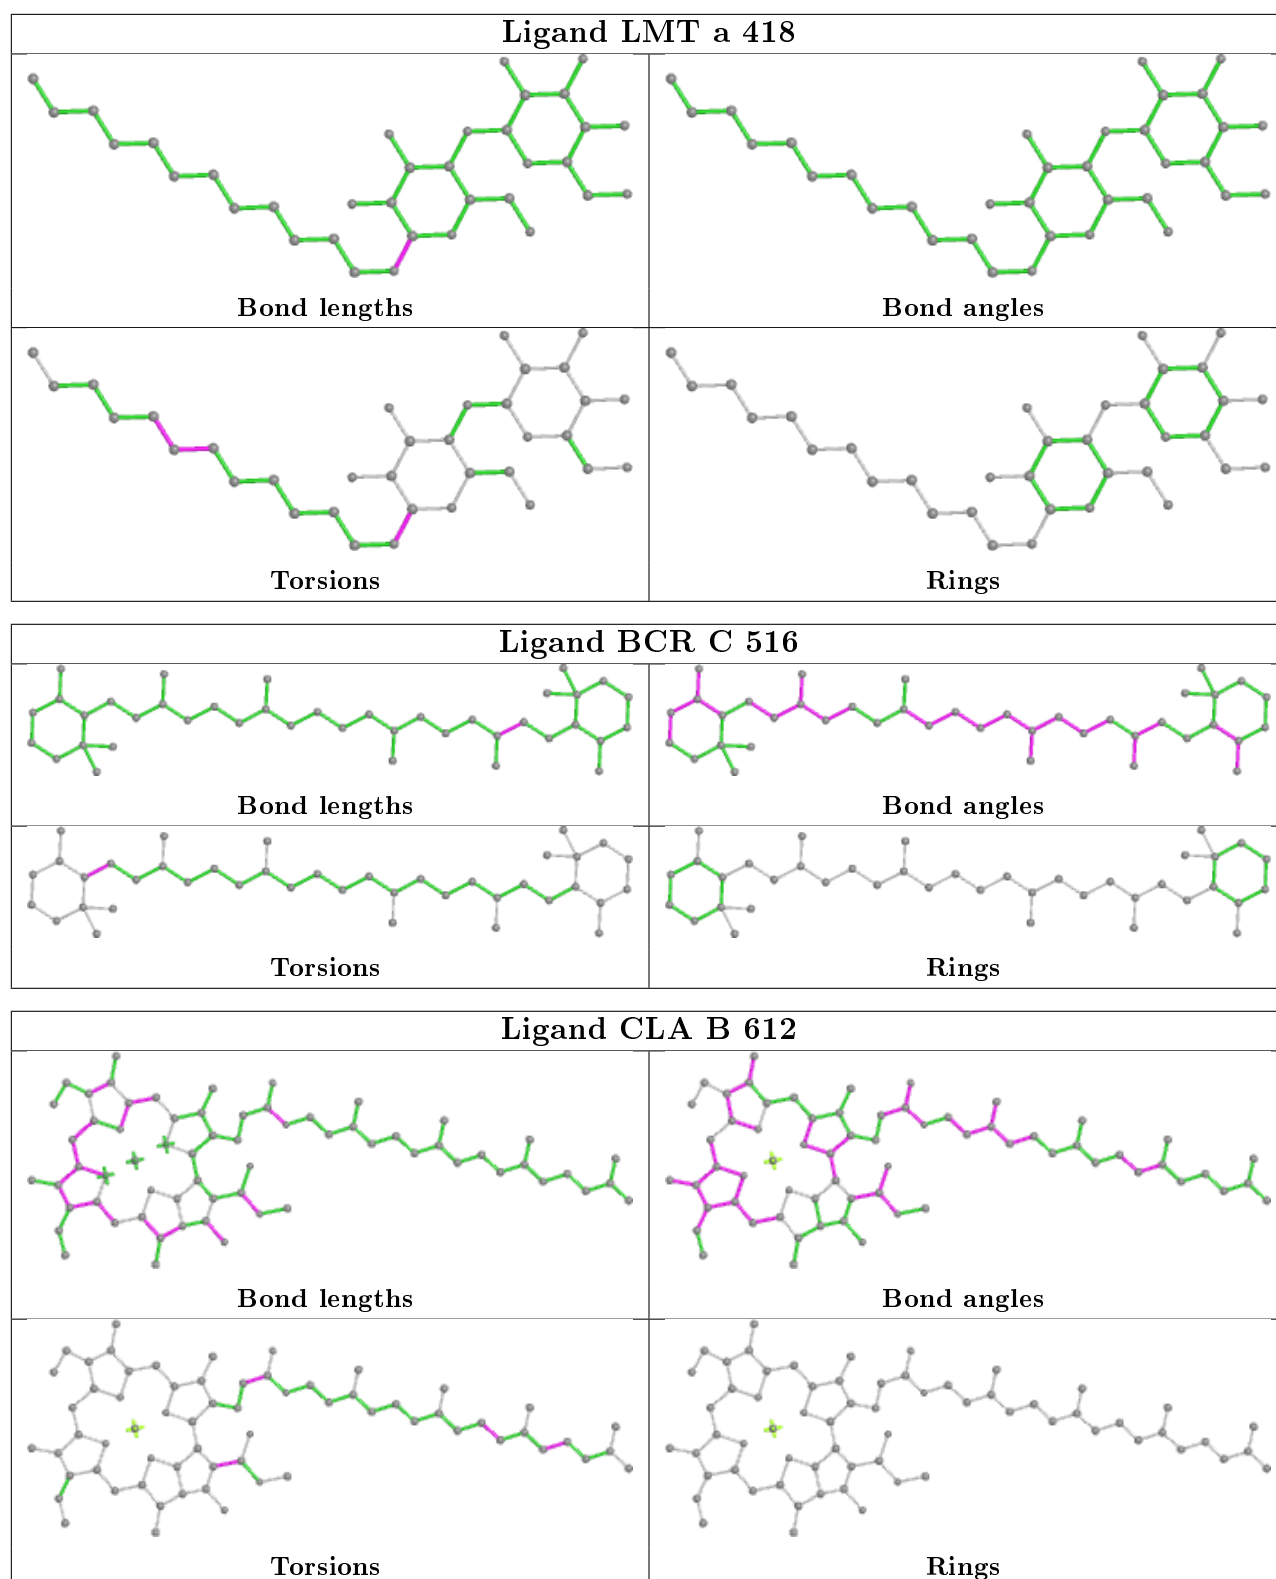 Ligand LMT a 418
Bond lengths
Bond angles
Torsions
Rings
Ligand BCR C 516
Bond lengths
Bond angles
Torsions
Rings
Ligand CLA B 612
Bond lengths
Bond angles
Torsions
Rings